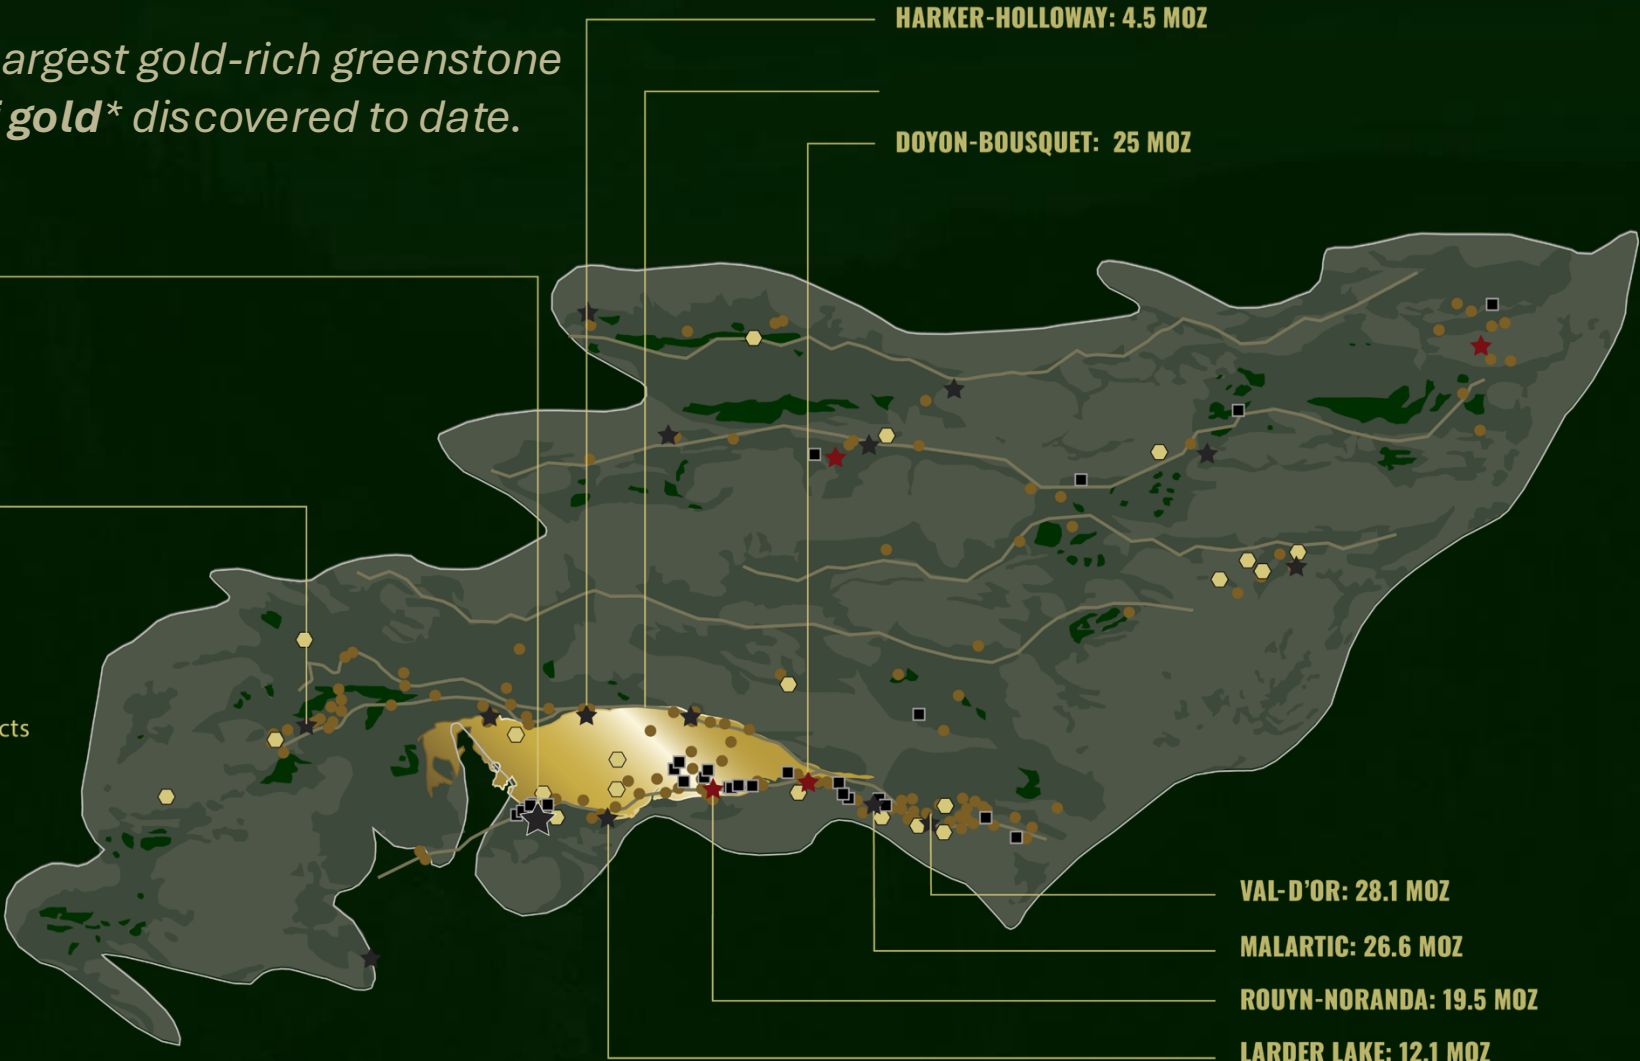 HARKER-HOLLOWAY: 4.5 MOZ
argest gold-rich greenstone
gold* discovered to date.
DOYON-BOUSQUET: 25 MOZ
cts
VAL-D'OR: 28.1 MOZ
MALARTIC: 26.6 MOZ
ROUYN-NORANDA: 19.5 MOZ
LARDER LAKE: 12.1 MOZ